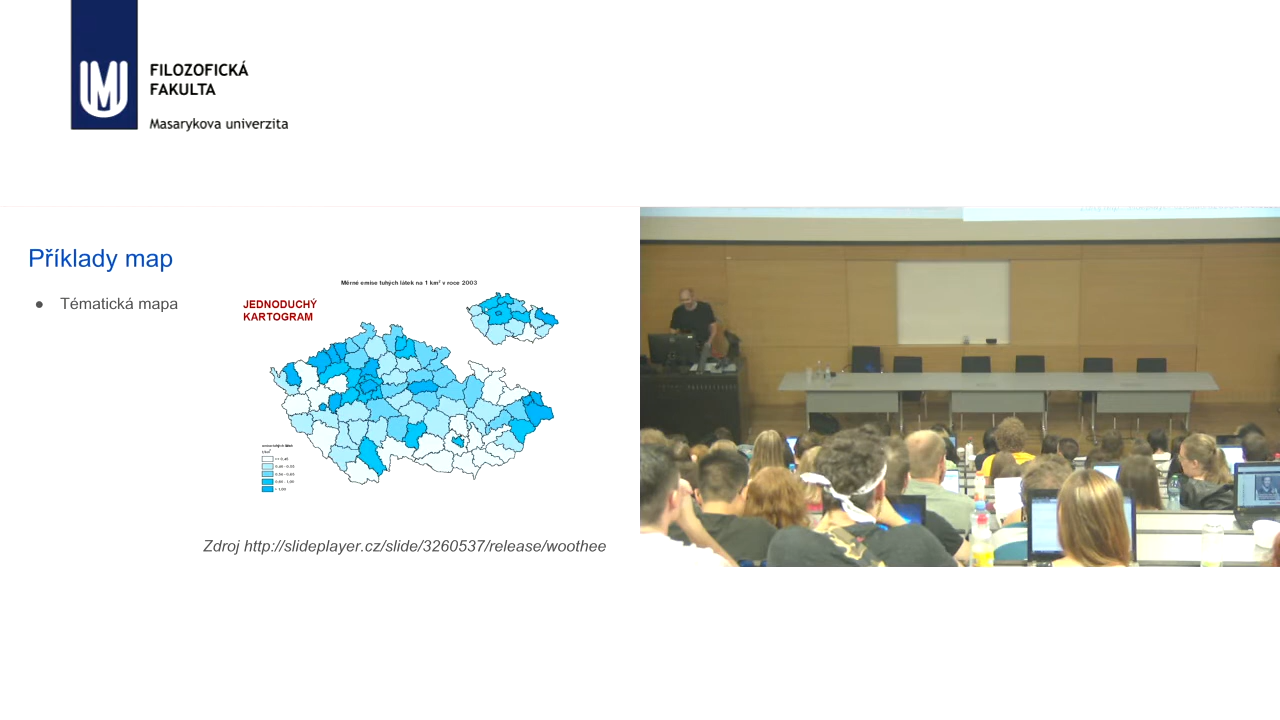 FILOZOFICKÁ
FAKULTA
Masarykova univerzita
Příklady map
● Tématická mapa
Měrné emise tuhých látek na 1 km² v roce 2003
JEDNODUCHÝ
KARTOGRAM
Zdroj http://slideplayer.cz/slide/3260537/release/woothee